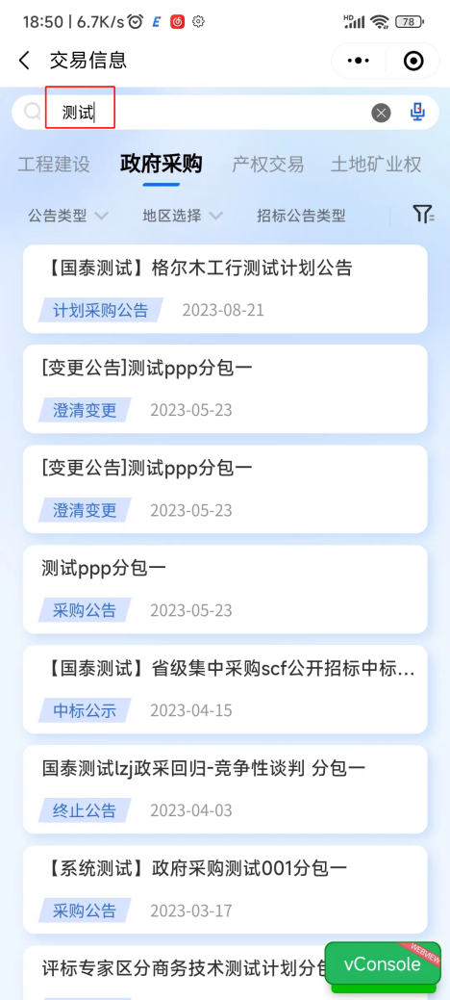 18:50 | 6.7K/s
HD
78
交易信息
测试
工程建设 政府采购 产权交易 土地矿业权
公告类型 地区选择 招标公告类型
【国泰测试】格尔木工行测试计划公告
计划采购公告 2023-08-21
[变更公告]测试ppp分包一
澄清变更 2023-05-23
[变更公告]测试ppp分包一
澄清变更 2023-05-23
测试ppp分包一
采购公告 2023-05-23
【国泰测试】省级集中采购scf公开招标中标...
中标公示 2023-04-15
国泰测试lzj政采回归-竞争性谈判 分包一
终止公告 2023-04-03
【系统测试】政府采购测试001分包一
采购公告 2023-03-17
评标专家区分商务技术测试计划分包
WEBVIEW
vConsole